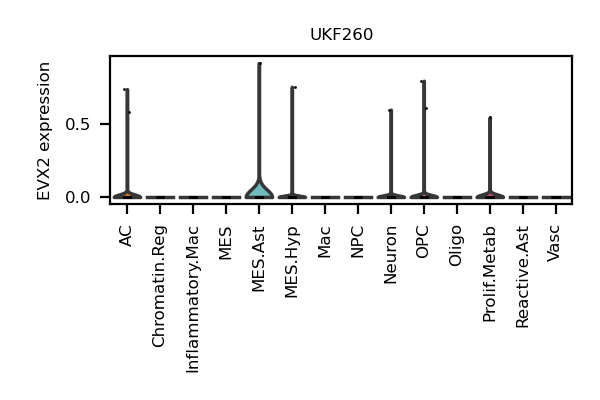 UKF260
EVX2 expression
0.5
0.0
AC
Chromatin.Reg
Inflammatory.Mac
MES
MES.Ast
MES.Hyp
Mac
NPC
Neuron
OPC
Oligo
Prolif.Metab
Reactive.Ast
Vasc